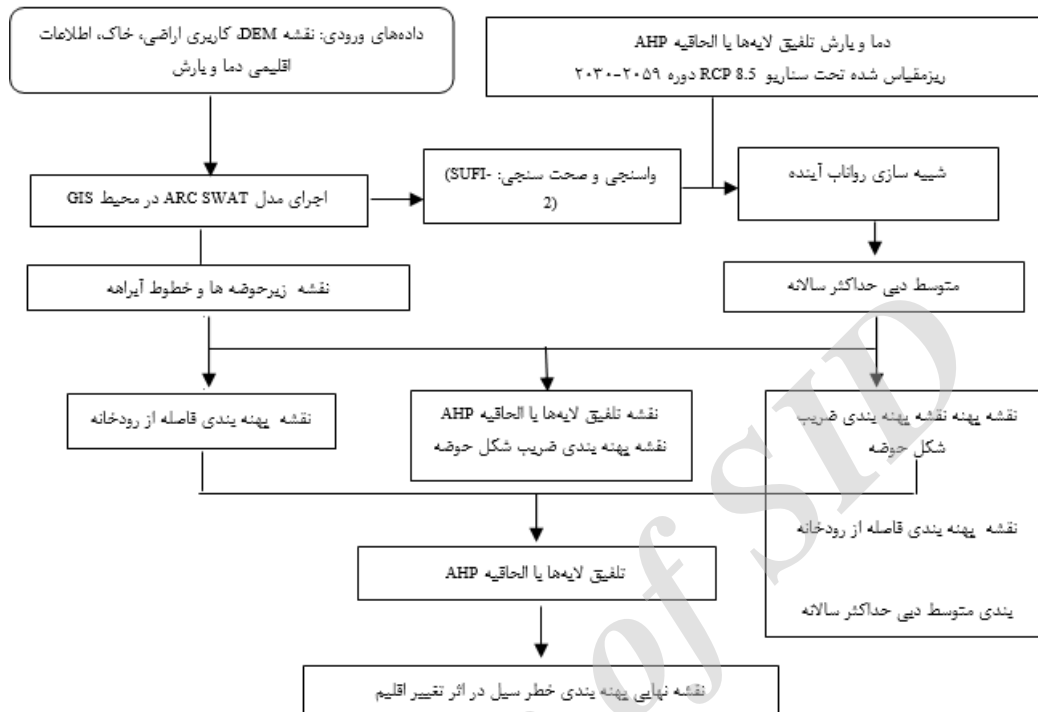 داده‌های ورودی: نقشه DEM، کاربری اراضی، خاک، اطلاعات
اقلیمی دما و بارش
دما و بارش تلفیق لایه‌ها با الحاقیه AHP
ریزمقیاس شده تحت سناریو RCP 8.5 دوره ۲۰۵۹-۲۰۳۰
اجرای مدل ARC SWAT در محیط GIS
واسنجی و صحت سنجی: (SUFI-
2)
شبیه سازی رواناب آینده
نقشه زیرحوضه ها و خطوط آبراهه
متوسط دبی حداکثر سالانه
نقشه پهنه بندی فاصله از رودخانه
نقشه تلفیق لایه‌ها با الحاقیه AHP
نقشه پهنه بندی ضریب شکل حوضه
نقشه پهنه نقشه پهنه بندی ضریب
شکل حوضه
نقشه پهنه بندی فاصله از رودخانه
بندی متوسط دبی حداکثر سالانه
تلفیق لایه‌ها با الحاقیه AHP
نقشه نهایی پهنه بندی خطر سیل در اثر تغییر اقلیم
of SID